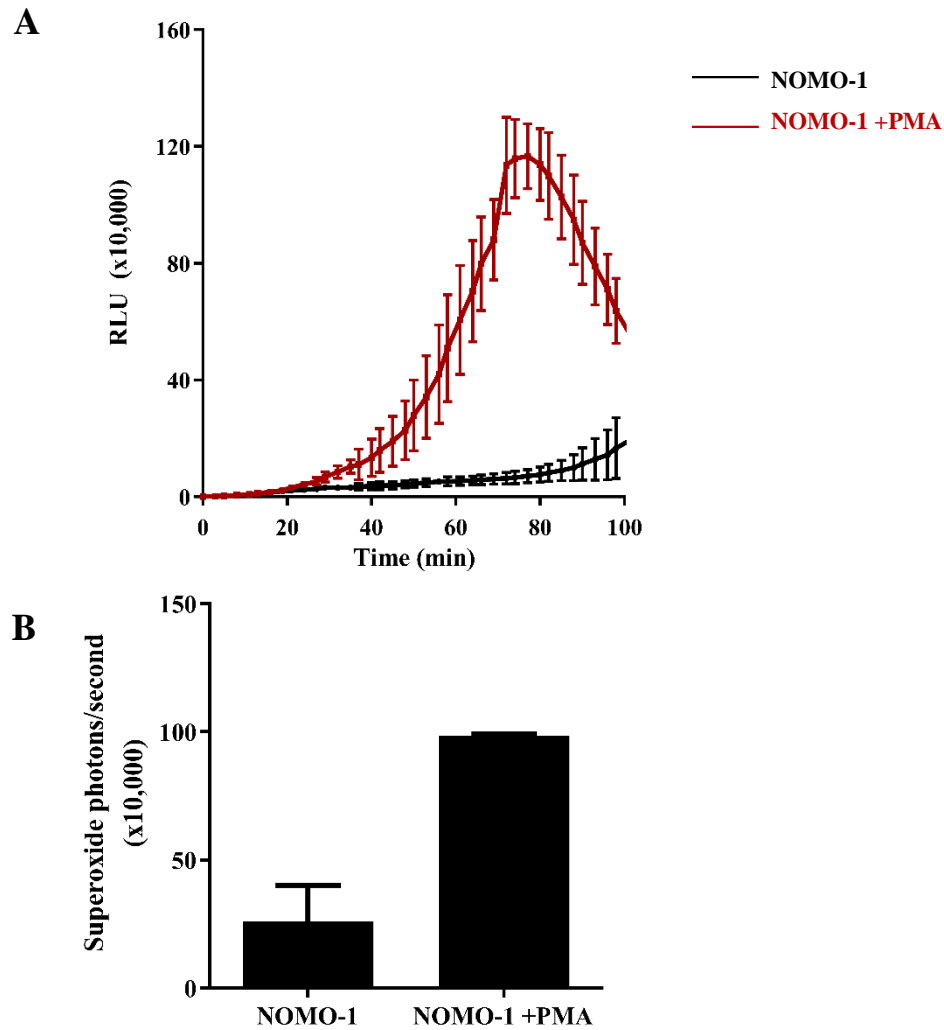 A
160
120
80
40
0
RLU (x10,000)
0 20 40 60 80 100
Time (min)
NOMO-1
NOMO-1 +PMA
B
150
100
50
0
Superoxide photons/second
(x10,000)
NOMO-1 NOMO-1 +PMA